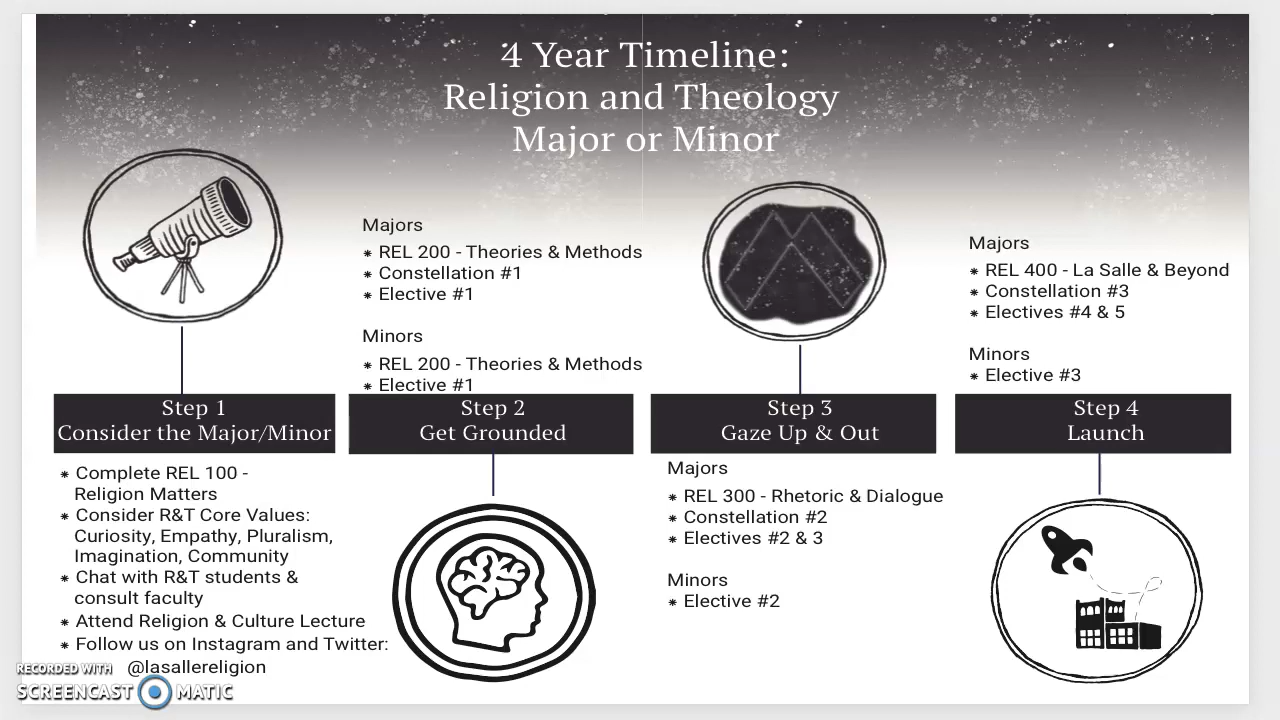 4 Year Timeline:
Religion and Theology
Major or Minor
Step 1
Consider the Major/Minor
* Complete REL 100 -
Religion Matters
* Consider R&T Core Values:
Curiosity, Empathy, Pluralism,
Imagination, Community
* Chat with R&T students &
consult faculty
* Attend Religion & Culture Lecture
* Follow us on Instagram and Twitter:
@lasallereligion
Majors
* REL 200 - Theories & Methods
* Constellation #1
* Elective #1
Minors
* REL 200 - Theories & Methods
* Elective #1
Step 2
Get Grounded
Step 3
Gaze Up & Out
Majors
* REL 300 - Rhetoric & Dialogue
* Constellation #2
* Electives #2 & 3
Minors
* Elective #2
Majors
* REL 400 - La Salle & Beyond
* Constellation #3
* Electives #4 & 5
Minors
* Elective #3
Step 4
Launch
RECORDED WITH
SCREENCAST MATIC